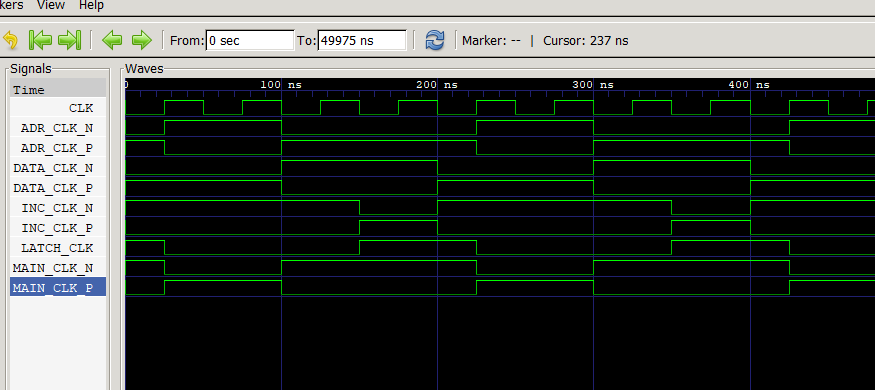 kers View Help
From: 0 sec To: 49975 ns Marker: -- | Cursor: 237 ns
Signals Waves
Time 0 100 ns 200 ns 300 ns 400 ns
CLK
ADR_CLK_N
ADR_CLK_P
DATA_CLK_N
DATA_CLK_P
INC_CLK_N
INC_CLK_P
LATCH_CLK
MAIN_CLK_N
MAIN_CLK_P